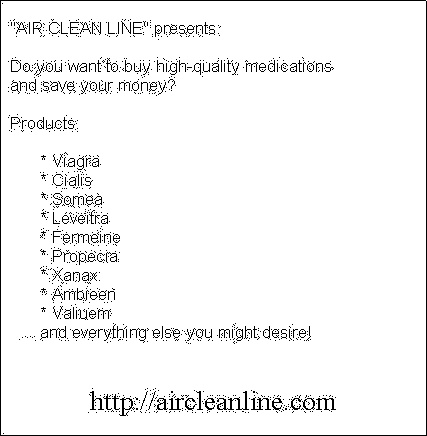 "AIR CLEAN LINE" presents:
Do you want to buy high-quality medications
and save your money?
Products:
* Viagra
* Cialis
* Somea
* Leveitra
* Fermeine
* Propecia
* Xanax
* Ambieen
* Valiuem
... and everything else you might desire!
http://aircleanline.com